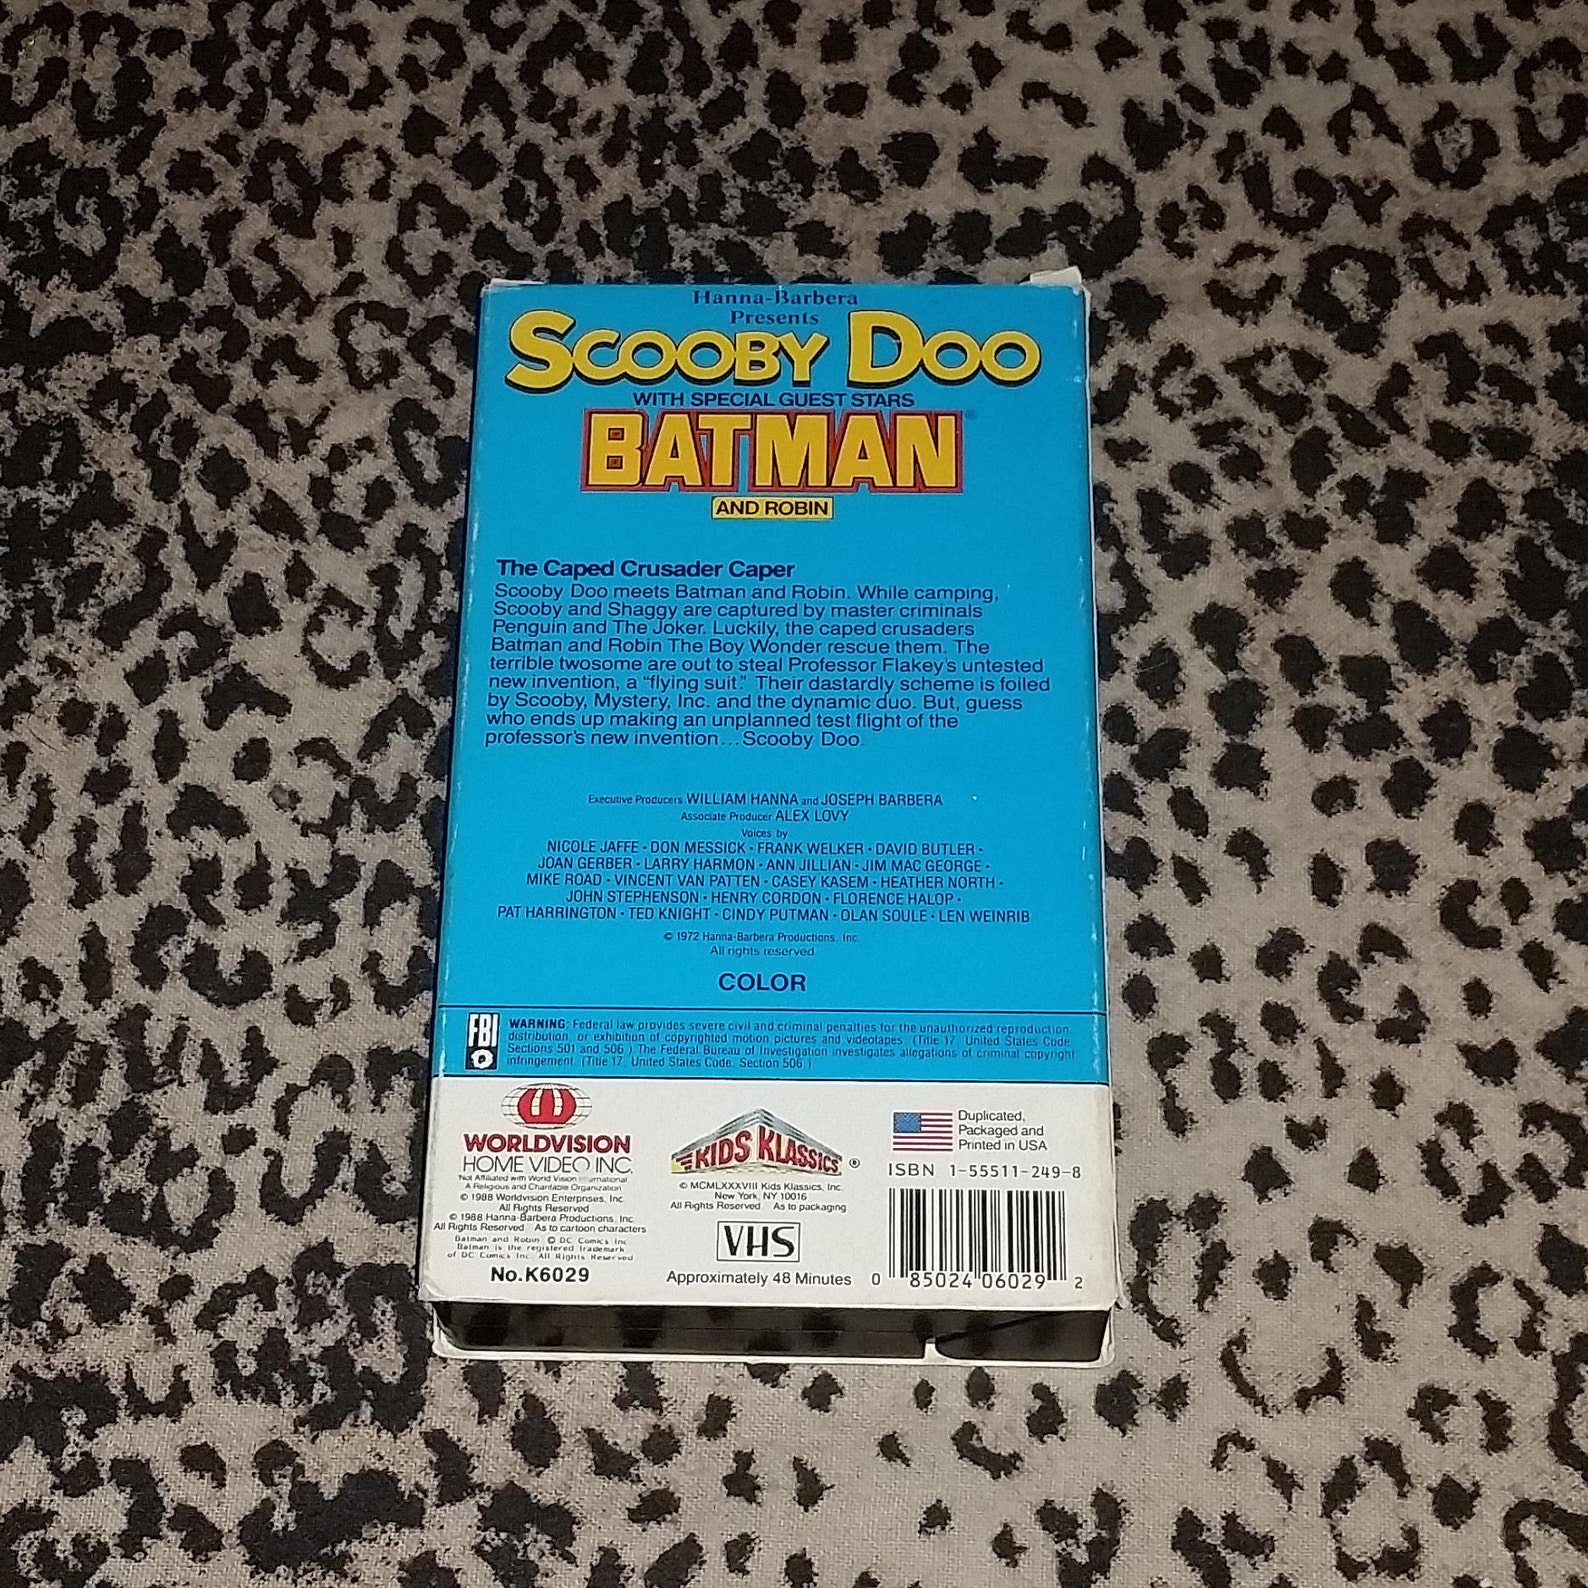 Hanna-Barbera
Presents
SCOOBY DOO
WITH SPECIAL GUEST STARS
BATMAN®
AND ROBIN
The Caped Crusader Caper
Scooby Doo meets Batman and Robin. While camping,
Scooby and Shaggy are captured by master criminals
Penguin and The Joker. Luckily, the caped crusaders
Batman and Robin The Boy Wonder rescue them. The
terrible twosome are out to steal Professor Flakey's untested
new invention, a "flying suit." Their dastardly scheme is foiled
by Scooby, Mystery, Inc. and the dynamic duo. But, guess
who ends up making an unplanned test flight of the
professor's new invention...Scooby Doo.
Executive Producers WILLIAM HANNA and JOSEPH BARBERA
Associate Producer ALEX LOVY
Voices by
NICOLE JAFFE • DON MESSICK • FRANK WELKER • DAVID BUTLER •
JOAN GERBER • LARRY HARMON • ANN JILLIAN • JIM MAC GEORGE •
MIKE ROAD • VINCENT VAN PATTEN • CASEY KASEM • HEATHER NORTH •
JOHN STEPHENSON • HENRY CORDON • FLORENCE HALOP •
PAT HARRINGTON • TED KNIGHT • CINDY PUTMAN • OLAN SOULE • LEN WEINRIB
© 1972 Hanna-Barbera Productions, Inc.
All rights reserved.
COLOR
FBI
WARNING: Federal law provides severe civil and criminal penalties for the unauthorized reproduction,
distribution, or exhibition of copyrighted motion pictures and videotapes. (Title 17, United States Code,
Sections 501 and 506.) The Federal Bureau of Investigation investigates allegations of criminal copyright
infringement. (Title 17, United States Code, Section 506.)
WORLDVISION
HOME VIDEO INC.
Not Affiliated with World Vision International
A Religious and Charitable Organization
© 1988 Worldvision Enterprises, Inc.
All Rights Reserved
© 1986 Hanna-Barbera Productions, Inc.
All Rights Reserved. As to cartoon characters
Batman and Robin © DC Comics Inc.
Batman is the registered trademark
of DC Comics Inc. All Rights Reserved
No.K6029
KIDS KLASSICS ®
© MCMLXXXVIII Kids Klassics, Inc.
New York, NY 10016
All Rights Reserved. As to packaging
VHS
Approximately 48 Minutes
Duplicated,
Packaged and
Printed in USA
ISBN 1-55511-249-8
0 85024 06029 2